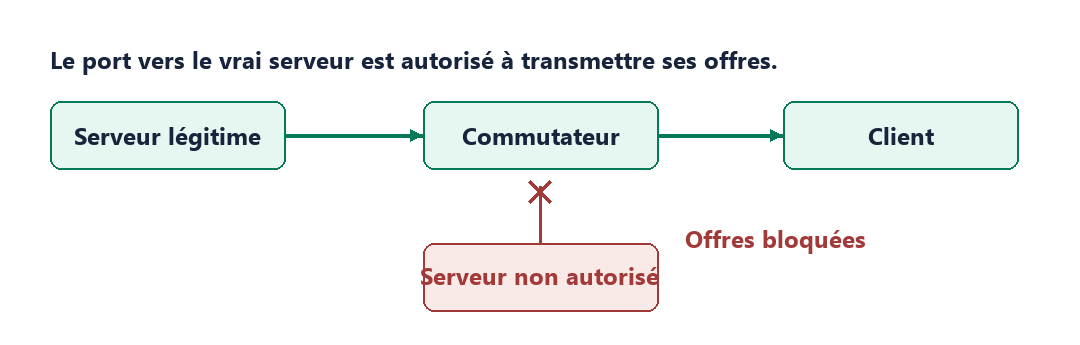 Le port vers le vrai serveur est autorisé à transmettre ses offres.
Serveur légitime
Commutateur
Client
Offres bloquées
Serveur non autorisé